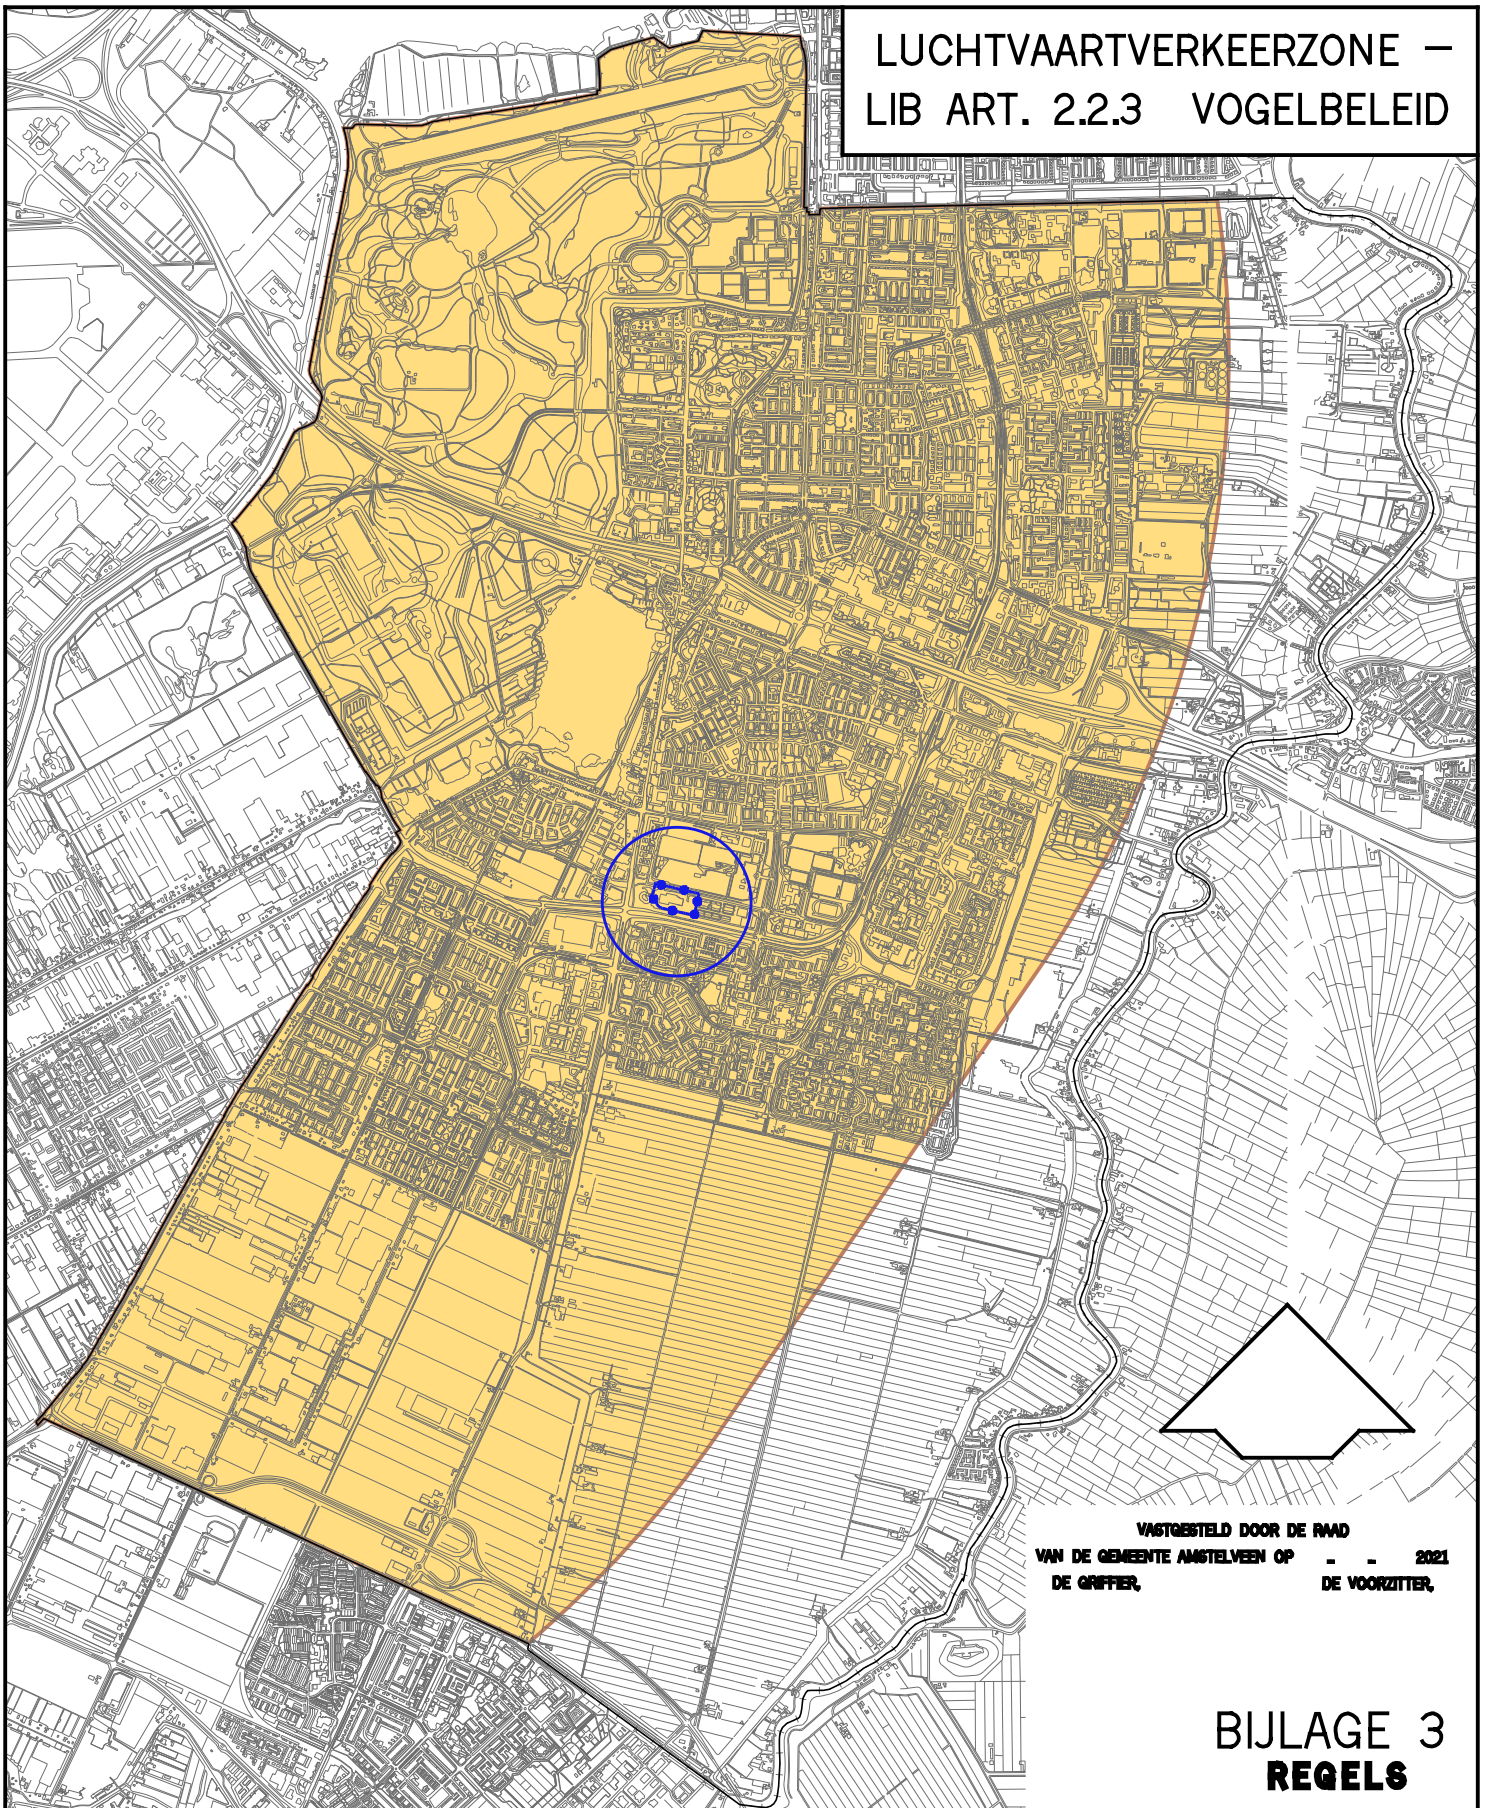 LUCHTVAARTVERKEERZONE –
LIB ART. 2.2.3 VOGELBELEID
VASTGESTELD DOOR DE RAAD
VAN DE GEMEENTE AMSTELVEEN OP - - 2021
DE GRIFFIER, DE VOORZITTER,
BIJLAGE 3
REGELS